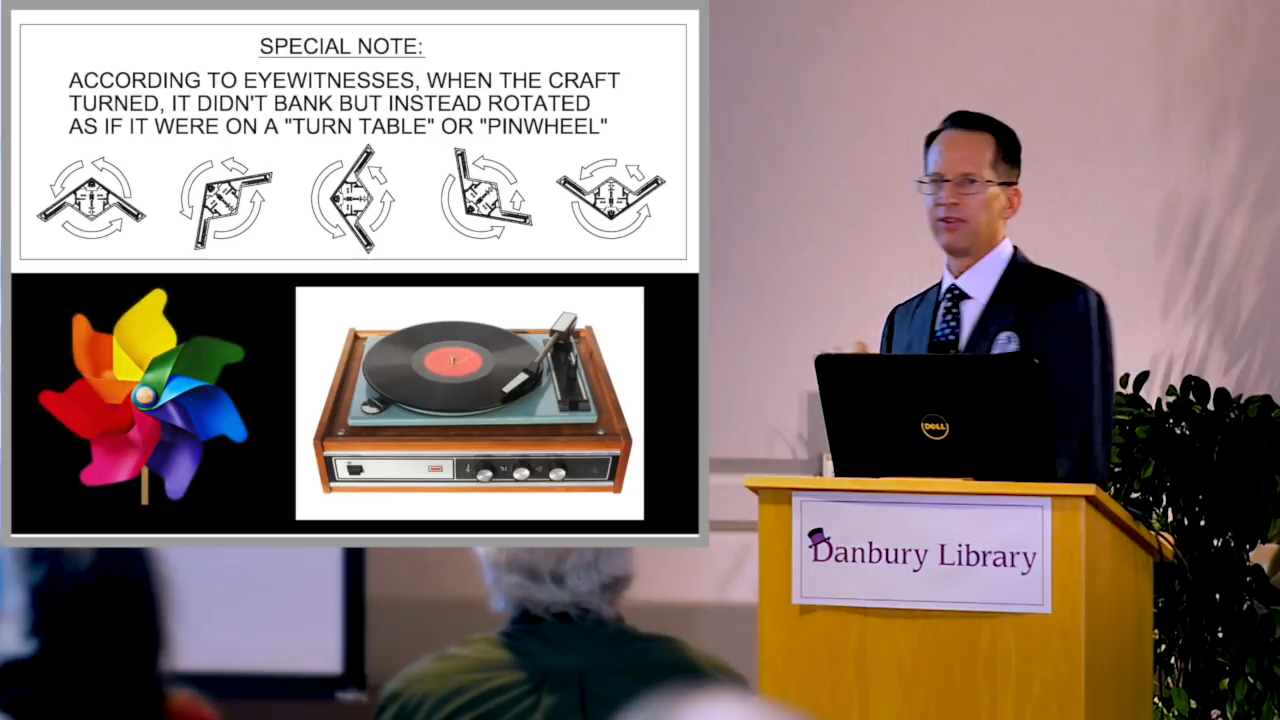 SPECIAL NOTE:
ACCORDING TO EYEWITNESSES, WHEN THE CRAFT
TURNED, IT DIDN'T BANK BUT INSTEAD ROTATED
AS IF IT WERE ON A "TURN TABLE" OR "PINWHEEL"
DELL
Danbury Library